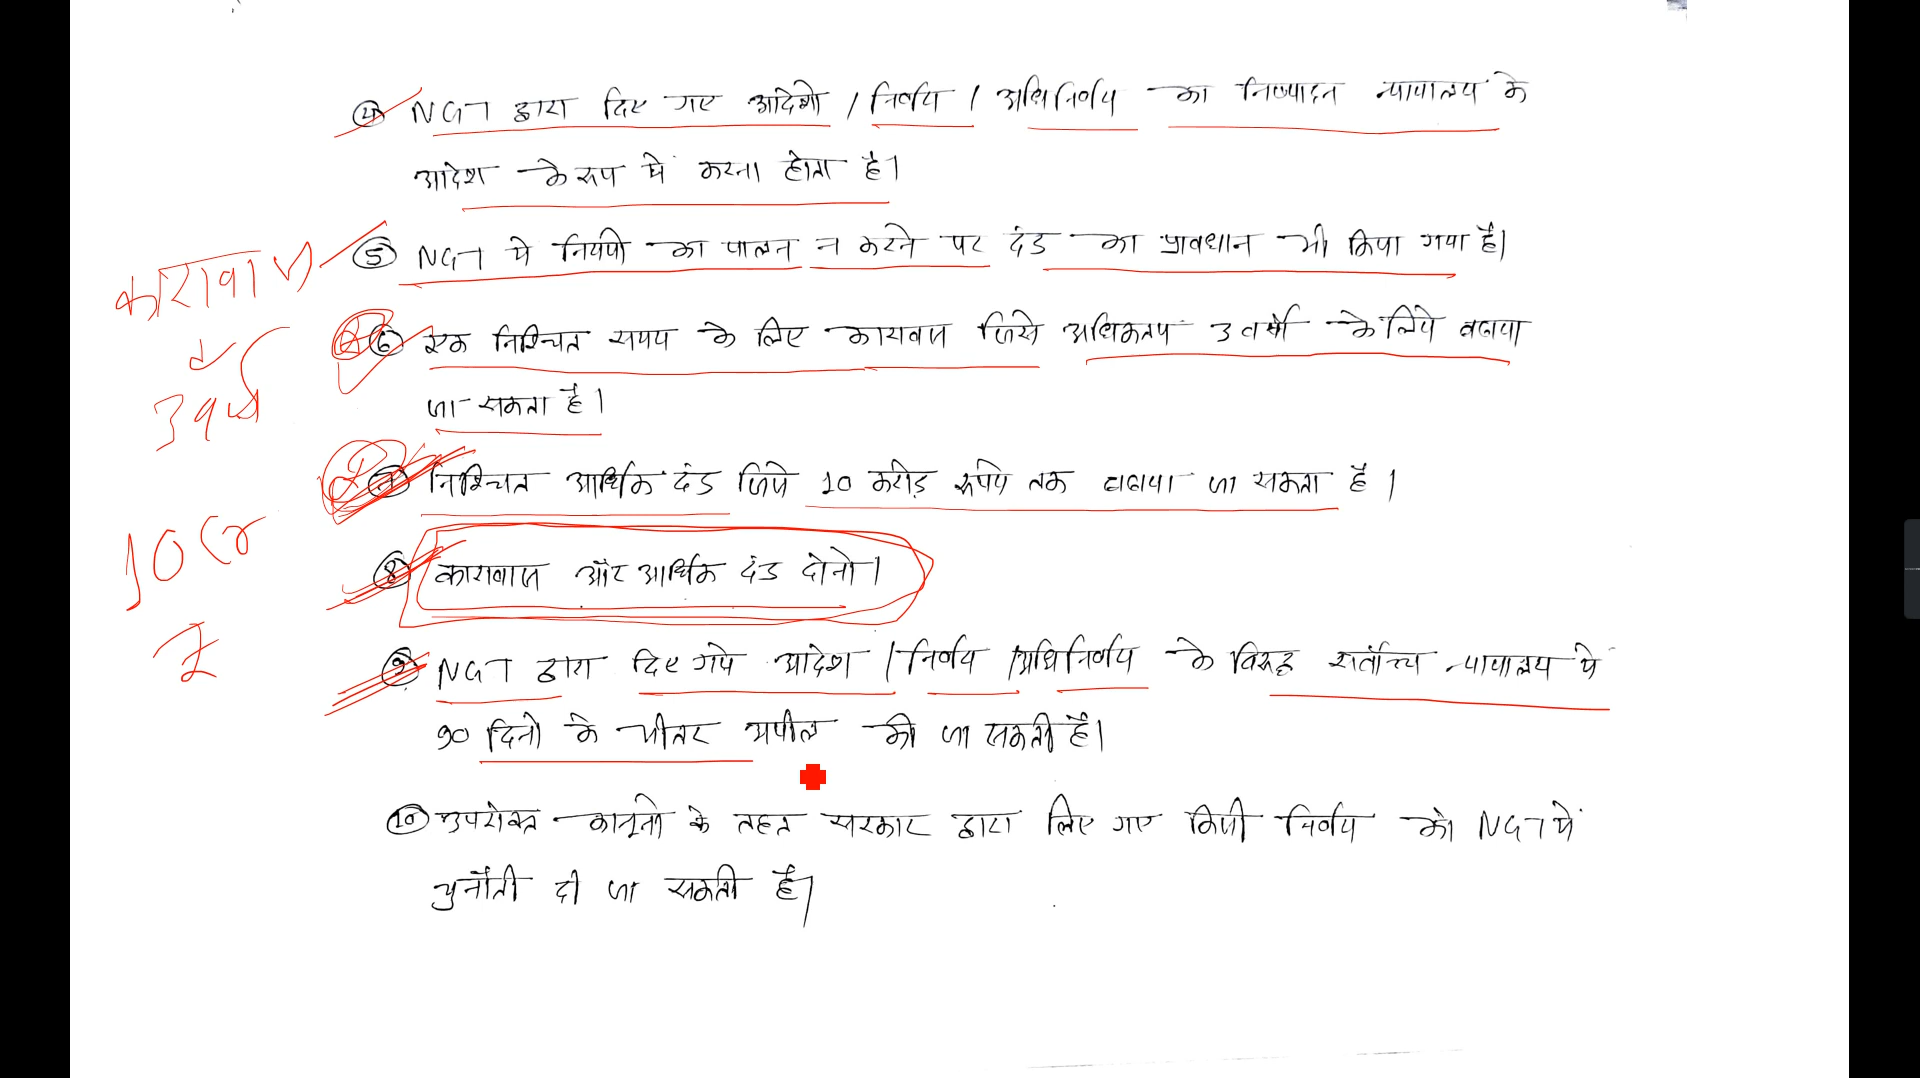 ④ NGT द्वारा दिए गए आदेशो / निर्णय / अधिनिर्णय का निष्पादन न्यायालय के
आदेश के रूप मे करना होता है।
⑤ NGT मे नियमो का पालन न करने पर दंड का प्रावधान भी किया गया है।
कारावास
⑥ एक निश्चित समय के लिए कारावास जिसे अधिकतम 3 वर्षो के लिये बढाया
3 वर्ष
जा सकता है।
⑦ निश्चित आर्थिक दंड जिसे 10 करोड़ रूपये तक बढाया जा सकता है।
10 Cr
⑧ कारावास और आर्थिक दंड दोनो।
⑨ NGT द्वारा दिए गये आदेश / निर्णय / अधिनिर्णय के विरूद्ध सर्वोच्च न्यायालय मे
90 दिनो के भीतर अपील की जा सकती है।
⑩ उपरोक्त कानूनो के तहत सरकार द्वारा लिए गए किसी निर्णय को NGT में
चुनौती दी जा सकती है।